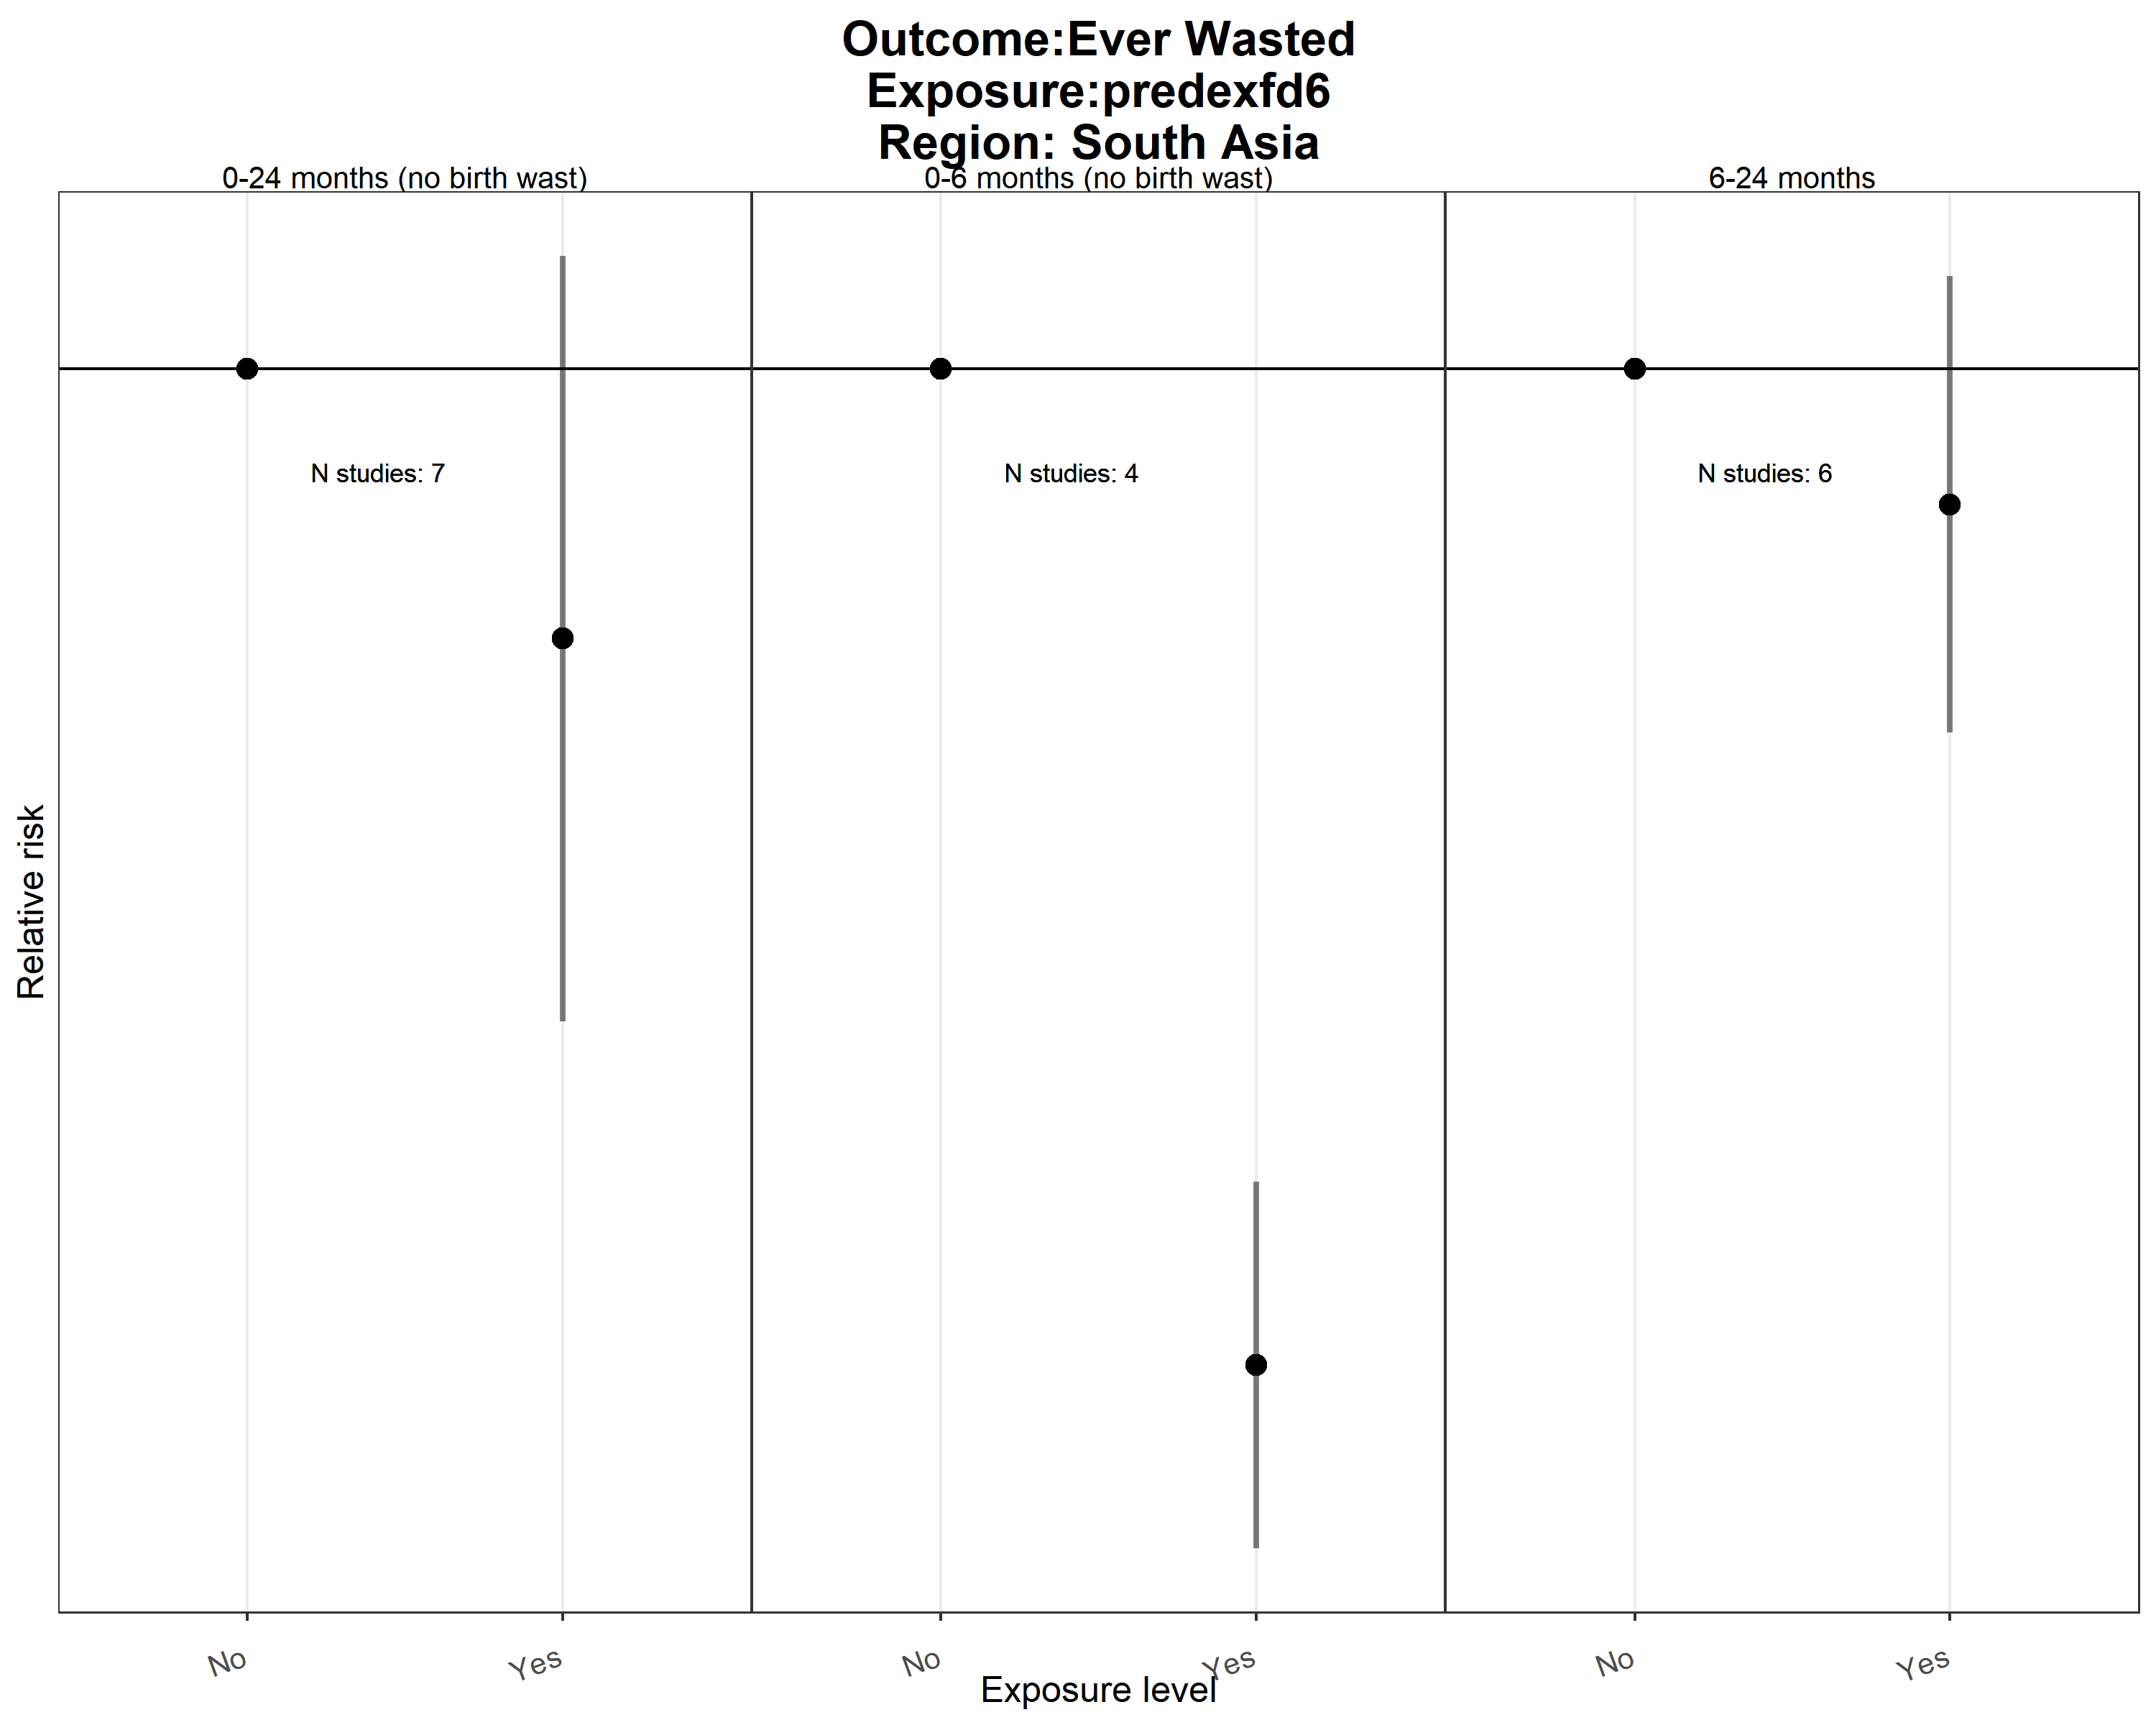 Outcome:Ever Wasted
Exposure:predexfd6
Region: South Asia
0-24 months (no birth wast)
0-6 months (no birth wast)
6-24 months
N studies: 7
N studies: 4
N studies: 6
Relative risk
No
Yes
No
Yes
No
Yes
Exposure level